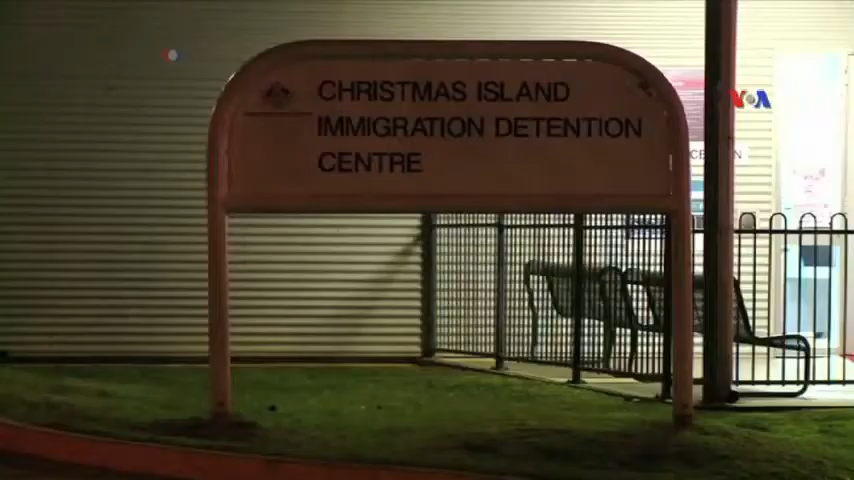 CHRISTMAS ISLAND
IMMIGRATION DETENTION
CENTRE
VOA